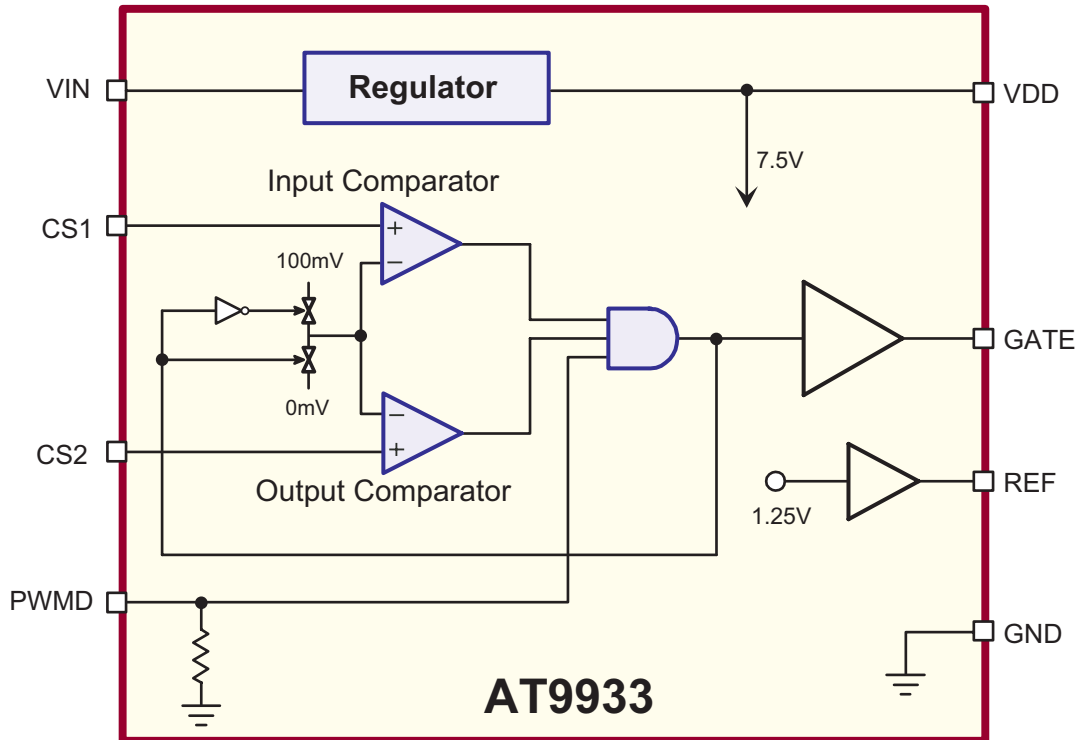 VIN
Regulator
VDD
7.5V
Input Comparator
CS1
+
−
100mV
GATE
0mV
−
+
CS2
Output Comparator
REF
1.25V
PWMD
GND
AT9933